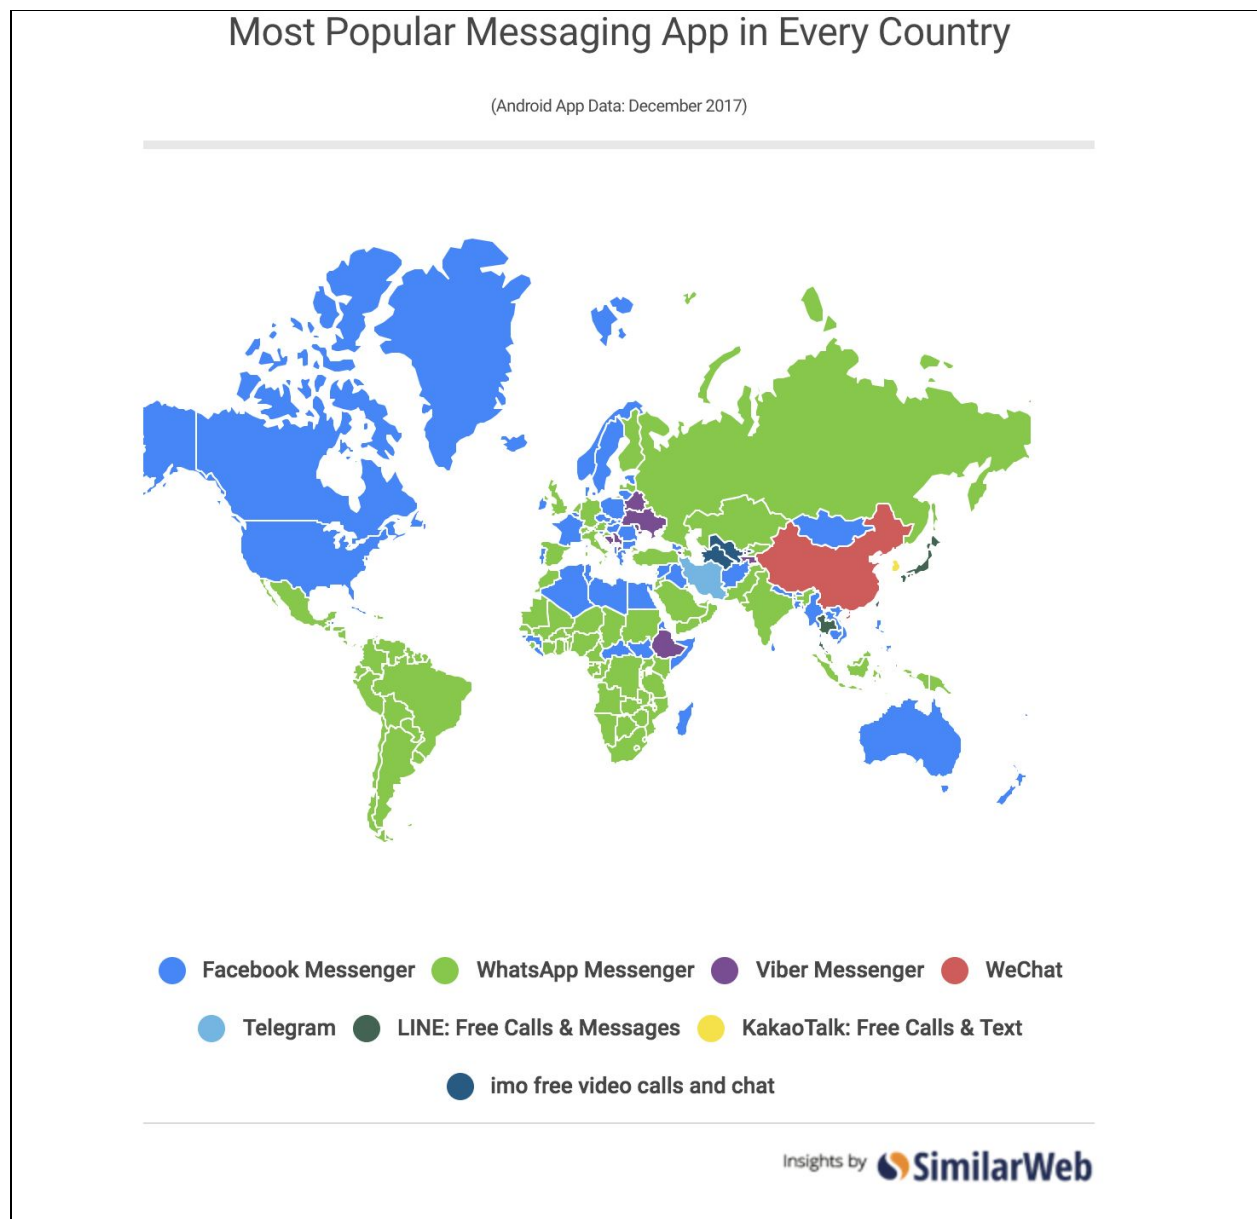 Most Popular Messaging App in Every Country
(Android App Data: December 2017)
Facebook Messenger WhatsApp Messenger Viber Messenger WeChat
Telegram LINE: Free Calls & Messages KakaoTalk: Free Calls & Text
imo free video calls and chat
Insights by SimilarWeb